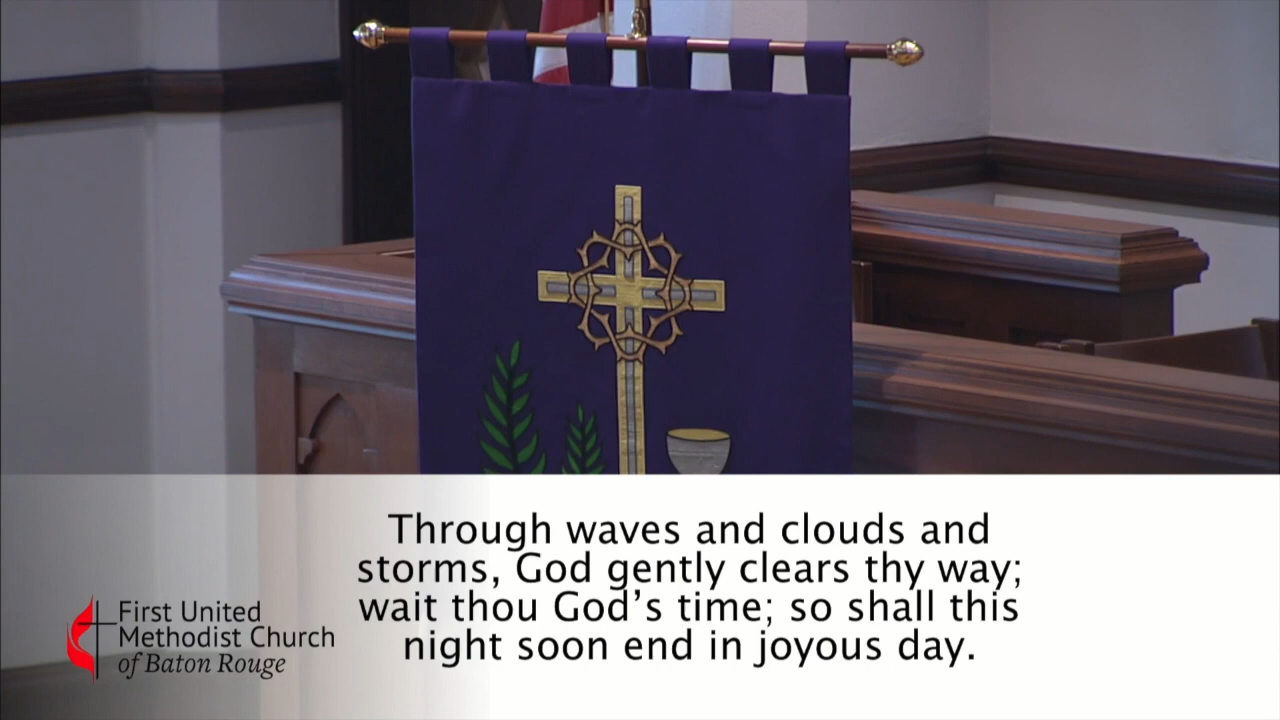 Through waves and clouds and
storms, God gently clears thy way;
wait thou God’s time; so shall this
night soon end in joyous day.
First United
Methodist Church
of Baton Rouge